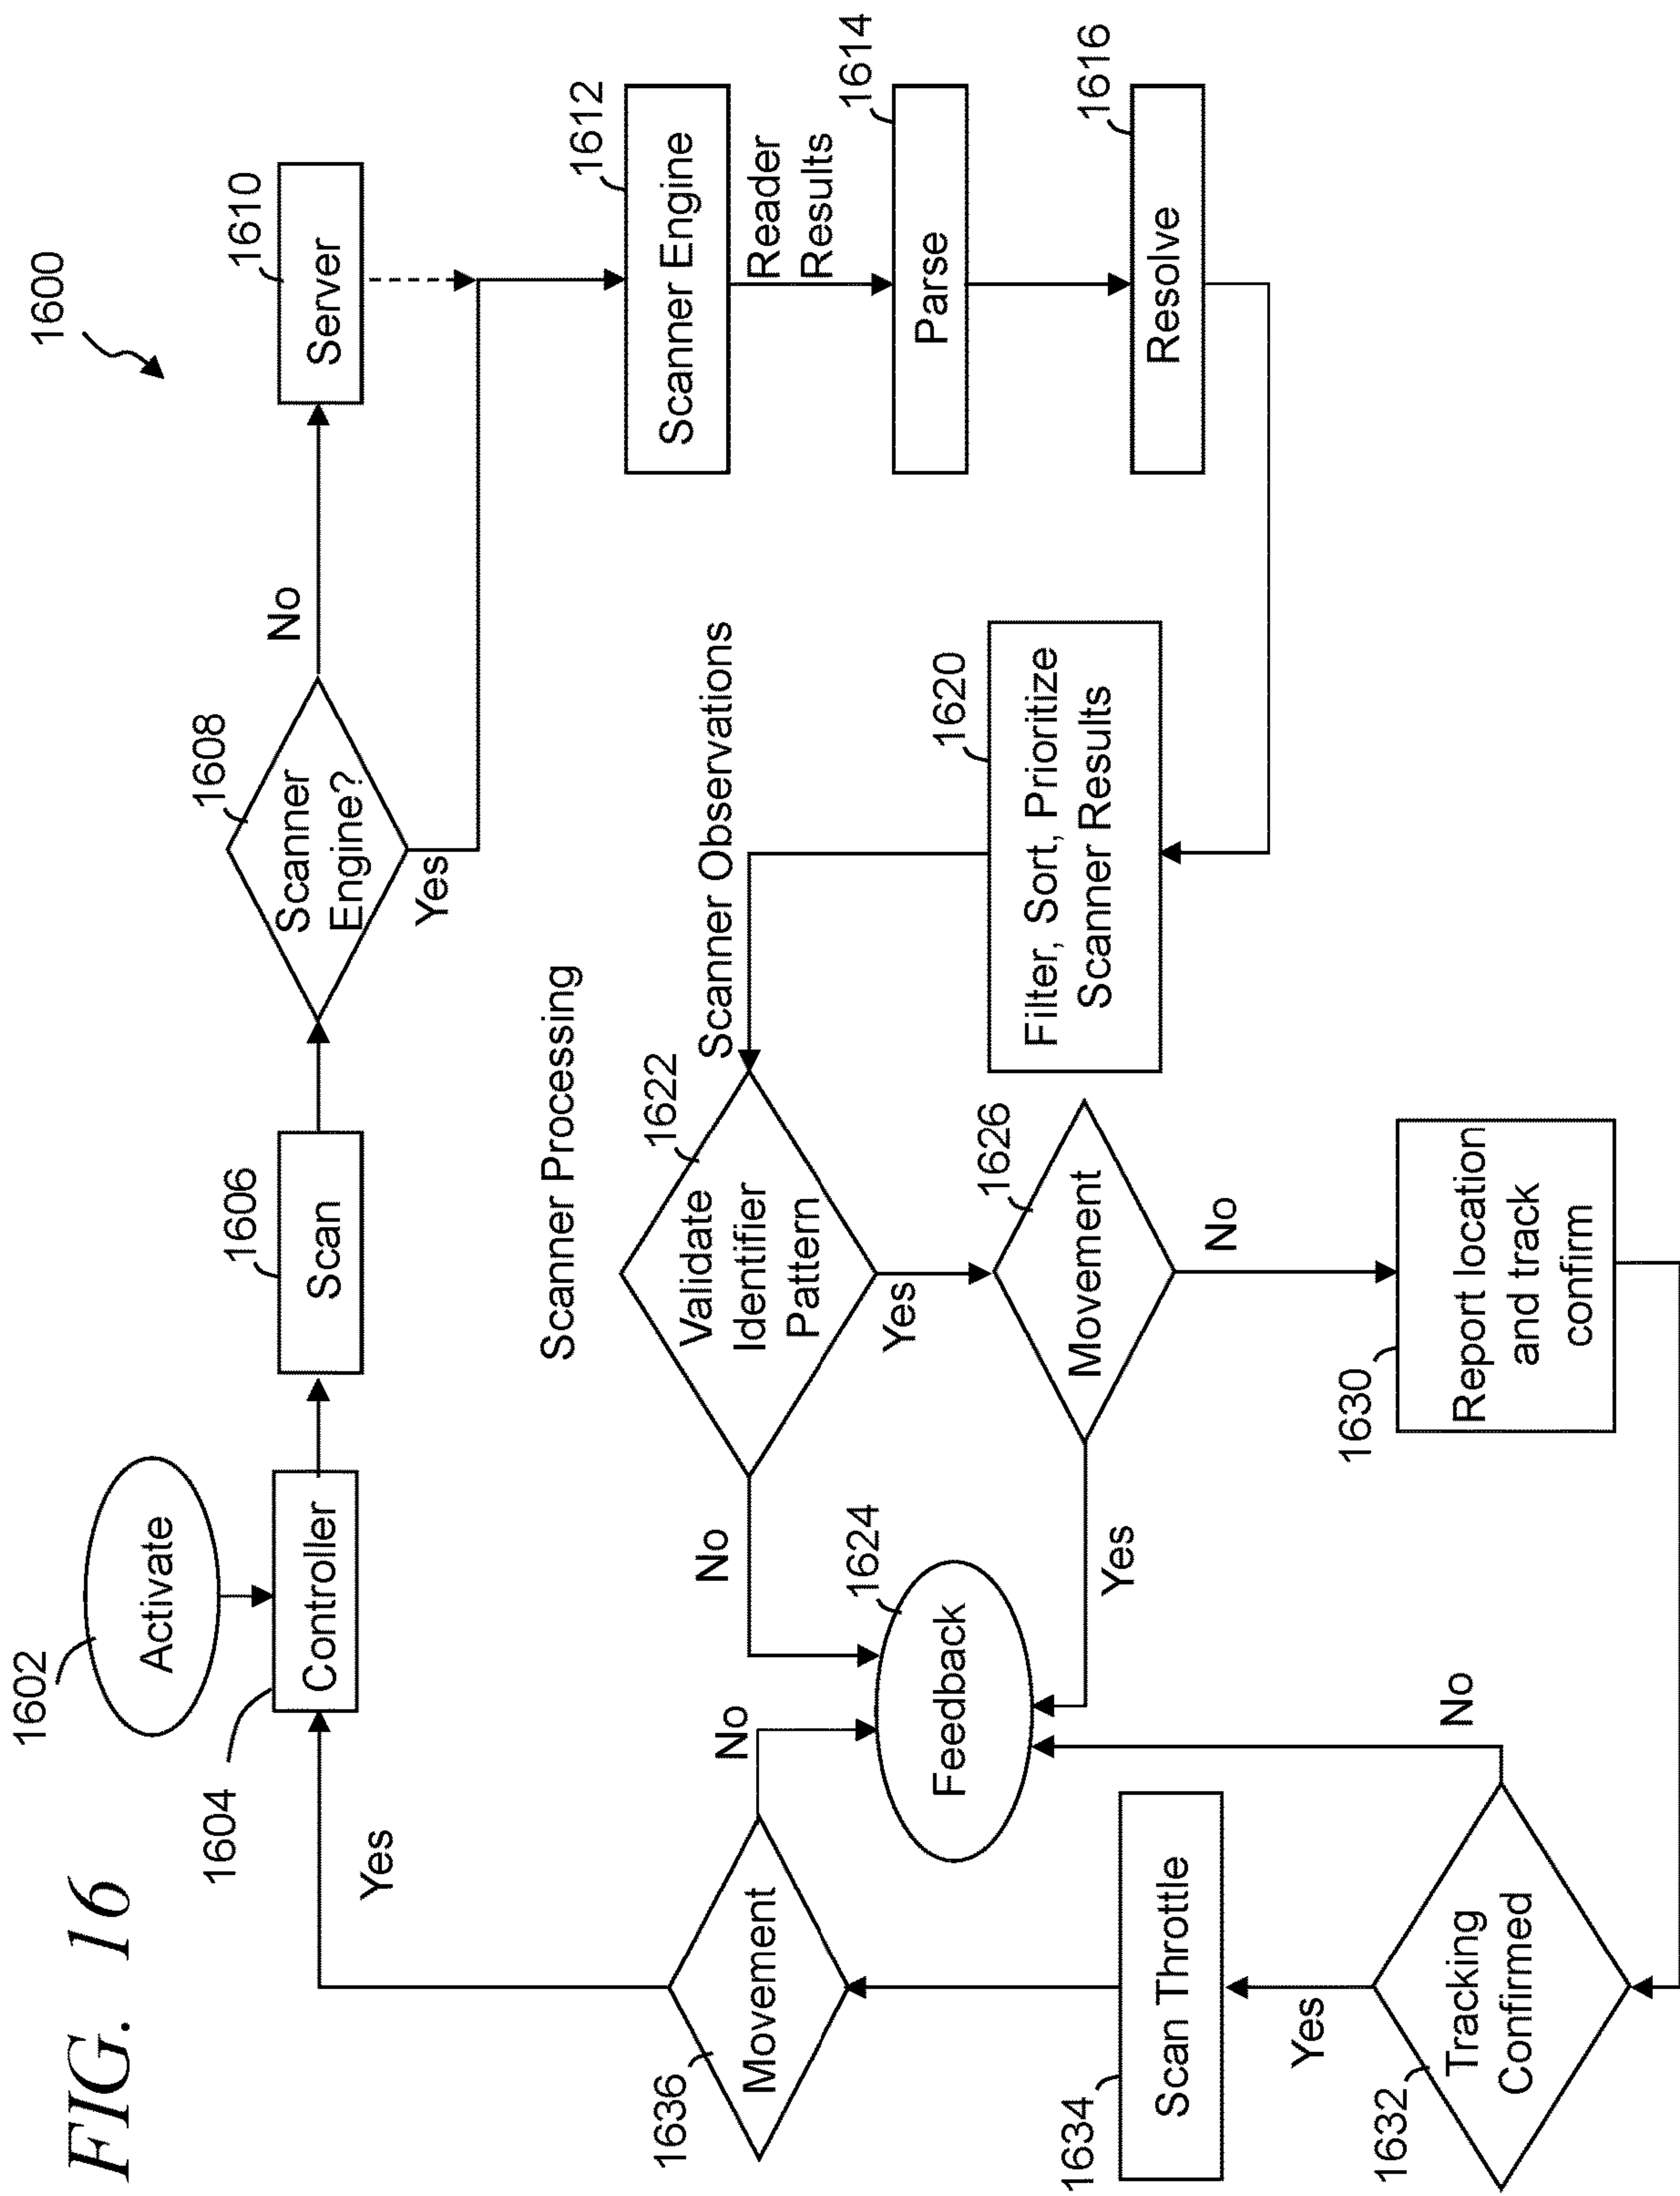 FIG. 16
1600
1602
Activate
1604
Controller
1606
Scan
1608
Scanner
Engine?
No
Yes
1610
Server
1612
Scanner Engine
Reader
Results
1614
Parse
1616
Resolve
1620
Filter, Sort, Prioritize
Scanner Results
Scanner Observations
Scanner Processing
1622
Validate
Identifier
Pattern
No
Yes
1624
Feedback
1626
Movement
Yes
No
1630
Report location
and track
confirm
1632
Tracking
Confirmed
No
Yes
1634
Scan Throttle
1636
Movement
No
Yes